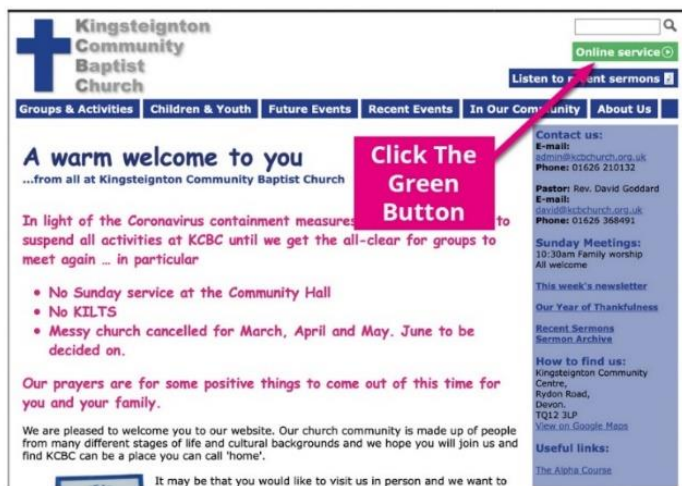 Kingsteignton
Community
Baptist
Church
Online service
Listen to recent sermons
Groups & Activities Children & Youth Future Events Recent Events In Our Community About Us
Click The
Green
Button
A warm welcome to you
...from all at Kingsteignton Community Baptist Church
In light of the Coronavirus containment measures to
suspend all activities at KCBC until we get the all-clear for groups to
meet again ... in particular
• No Sunday service at the Community Hall
• No KILTS
• Messy church cancelled for March, April and May. June to be
decided on.
Our prayers are for some positive things to come out of this time for
you and your family.
We are pleased to welcome you to our website. Our church community is made up of people
from many different stages of life and cultural backgrounds and we hope you will join us and
find KCBC can be a place you can call 'home'.
It may be that you would like to visit us in person and we want to
Contact us:
E-mail:
admin@kcbchurch.org.uk
Phone: 01626 210132
Pastor: Rev. David Goddard
E-mail:
david@kcbchurch.org.uk
Phone: 01626 368491
Sunday Meetings:
10:30am Family worship
All welcome
This week's newsletter
Our Year of Thankfulness
Recent Sermons
Sermon Archive
How to find us:
Kingsteignton Community
Centre,
Rydon Road,
Devon.
TQ12 3LP
View on Google Maps
Useful links:
The Alpha Course